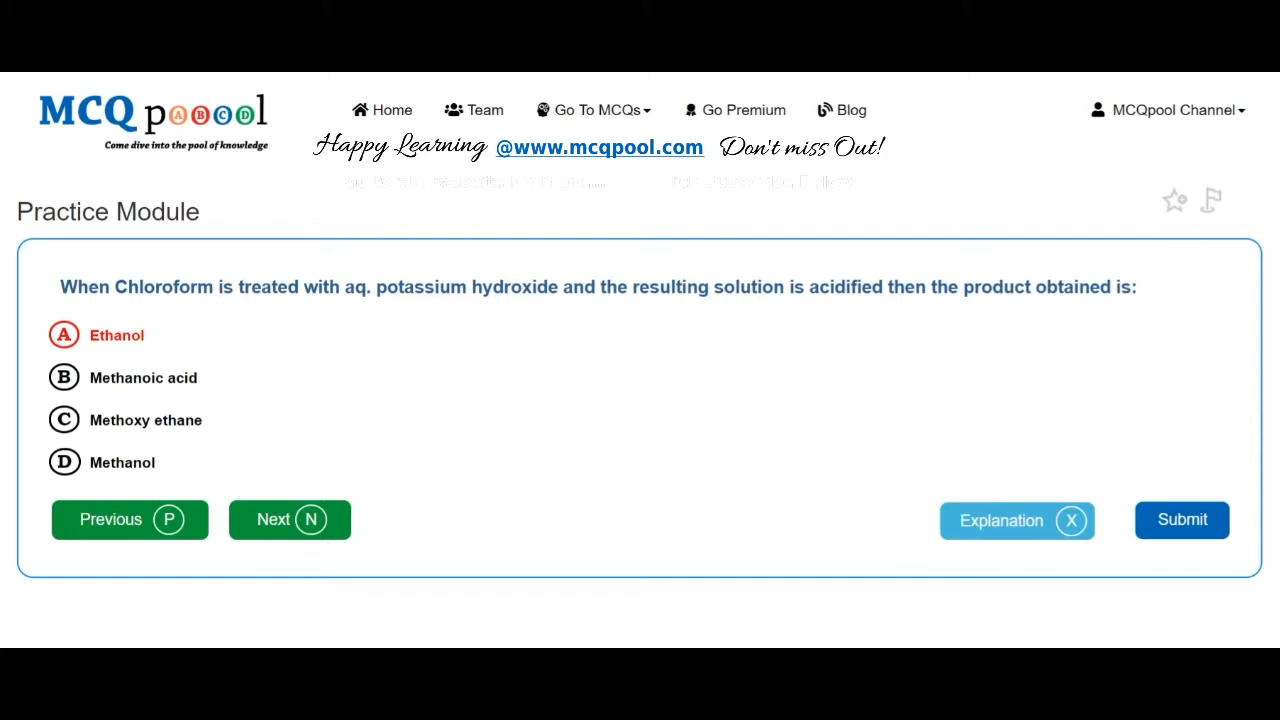 MCQ pooool
Come dive into the pool of knowledge
Home Team Go To MCQs Go Premium Blog MCQpool Channel
Happy Learning @www.mcqpool.com Don't miss Out!
Practice Module
When Chloroform is treated with aq. potassium hydroxide and the resulting solution is acidified then the product obtained is:
A Ethanol
B Methanoic acid
C Methoxy ethane
D Methanol
Previous P Next N Explanation X Submit